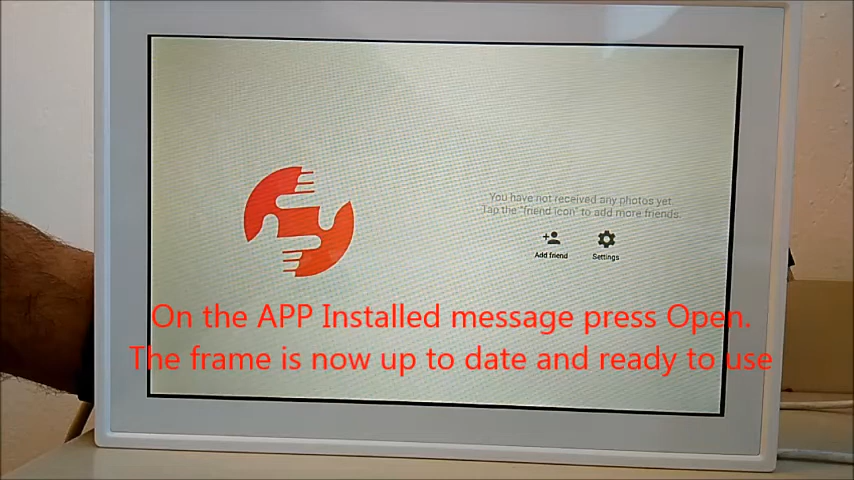 You have not received any photos yet
Tap the "friend icon" to add more friends.
Add friend
Settings
On the APP Installed message press Open.
The frame is now up to date and ready to use